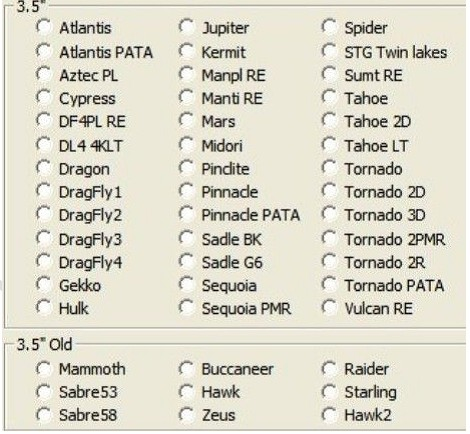 3.5"
Atlantis Jupiter Spider
Atlantis PATA Kermit STG Twin lakes
Aztec PL Manpl RE Sumt RE
Cypress Manti RE Tahoe
DF4PL RE Mars Tahoe 2D
DL4 4KLT Midori Tahoe LT
Dragon Pinclite Tornado
DragFly1 Pinnacle Tornado 2D
DragFly2 Pinnacle PATA Tornado 3D
DragFly3 Sadle BK Tornado 2PMR
DragFly4 Sadle G6 Tornado 2R
Gekko Sequoia Tornado PATA
Hulk Sequoia PMR Vulcan RE
3.5" Old
Mammoth Buccaneer Raider
Sabre53 Hawk Starling
Sabre58 Zeus Hawk2